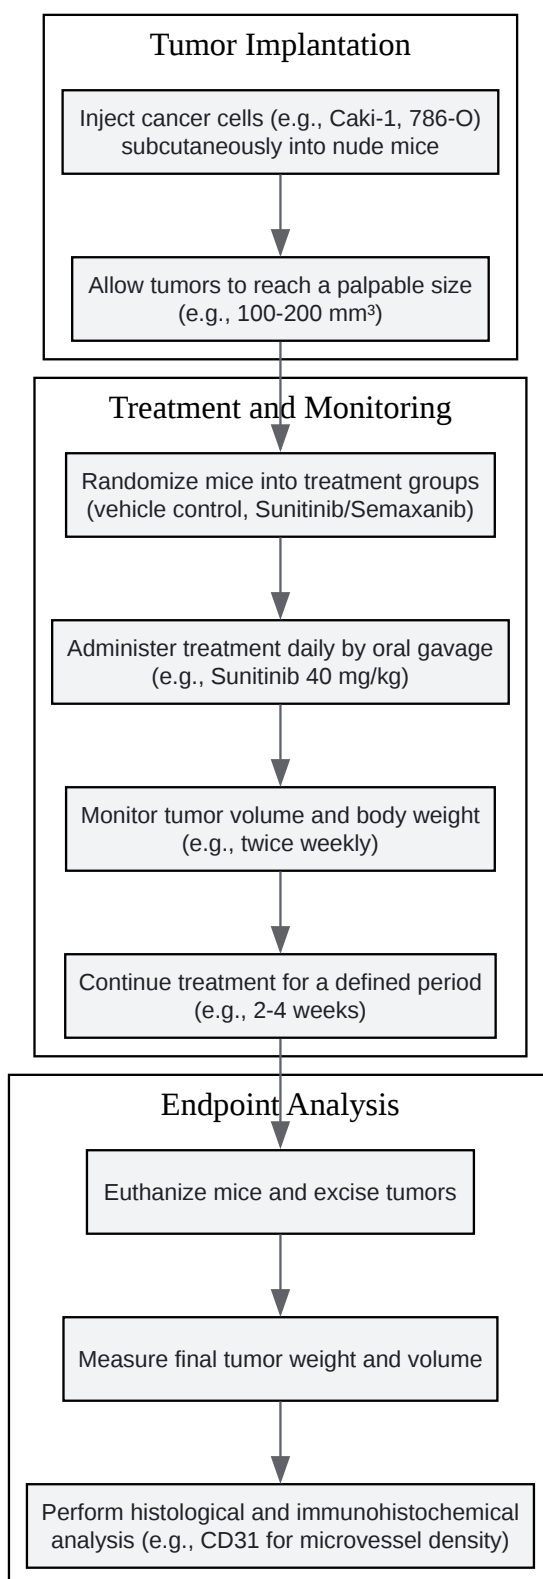 Tumor Implantation
Inject cancer cells (e.g., Caki-1, 786-O)
subcutaneously into nude mice
Allow tumors to reach a palpable size
(e.g., 100-200 mm³)
Treatment and Monitoring
Randomize mice into treatment groups
(vehicle control, Sunitinib/Semaxanib)
Administer treatment daily by oral gavage
(e.g., Sunitinib 40 mg/kg)
Monitor tumor volume and body weight
(e.g., twice weekly)
Continue treatment for a defined period
(e.g., 2-4 weeks)
Endpoint Analysis
Euthanize mice and excise tumors
Measure final tumor weight and volume
Perform histological and immunohistochemical
analysis (e.g., CD31 for microvessel density)